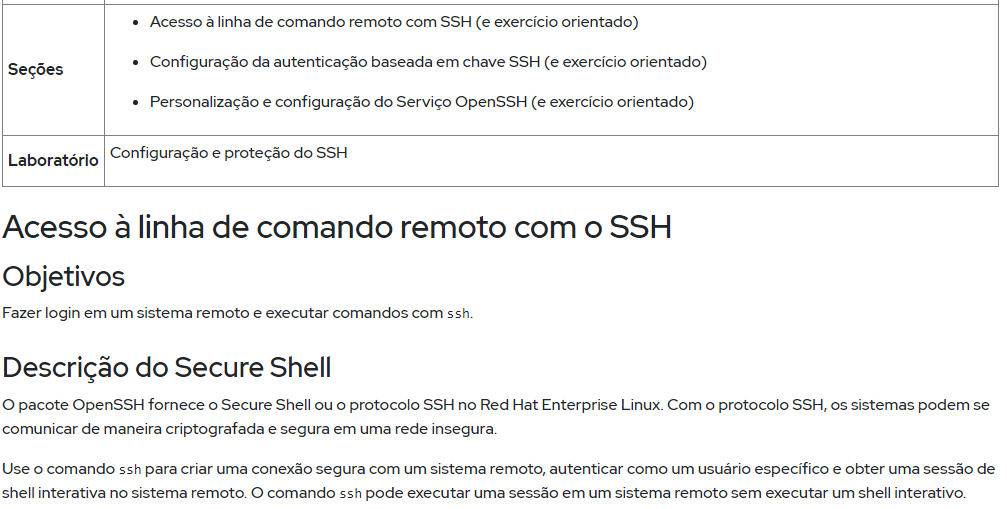 Seções
Acesso à linha de comando remoto com SSH (e exercício orientado)
Configuração da autenticação baseada em chave SSH (e exercício orientado)
Personalização e configuração do Serviço OpenSSH (e exercício orientado)
Laboratório
Configuração e proteção do SSH
Acesso à linha de comando remoto com o SSH
Objetivos
Fazer login em um sistema remoto e executar comandos com ssh.
Descrição do Secure Shell
O pacote OpenSSH fornece o Secure Shell ou o protocolo SSH no Red Hat Enterprise Linux. Com o protocolo SSH, os sistemas podem se
comunicar de maneira criptografada e segura em uma rede insegura.
Use o comando ssh para criar uma conexão segura com um sistema remoto, autenticar como um usuário específico e obter uma sessão de
shell interativa no sistema remoto. O comando ssh pode executar uma sessão em um sistema remoto sem executar um shell interativo.